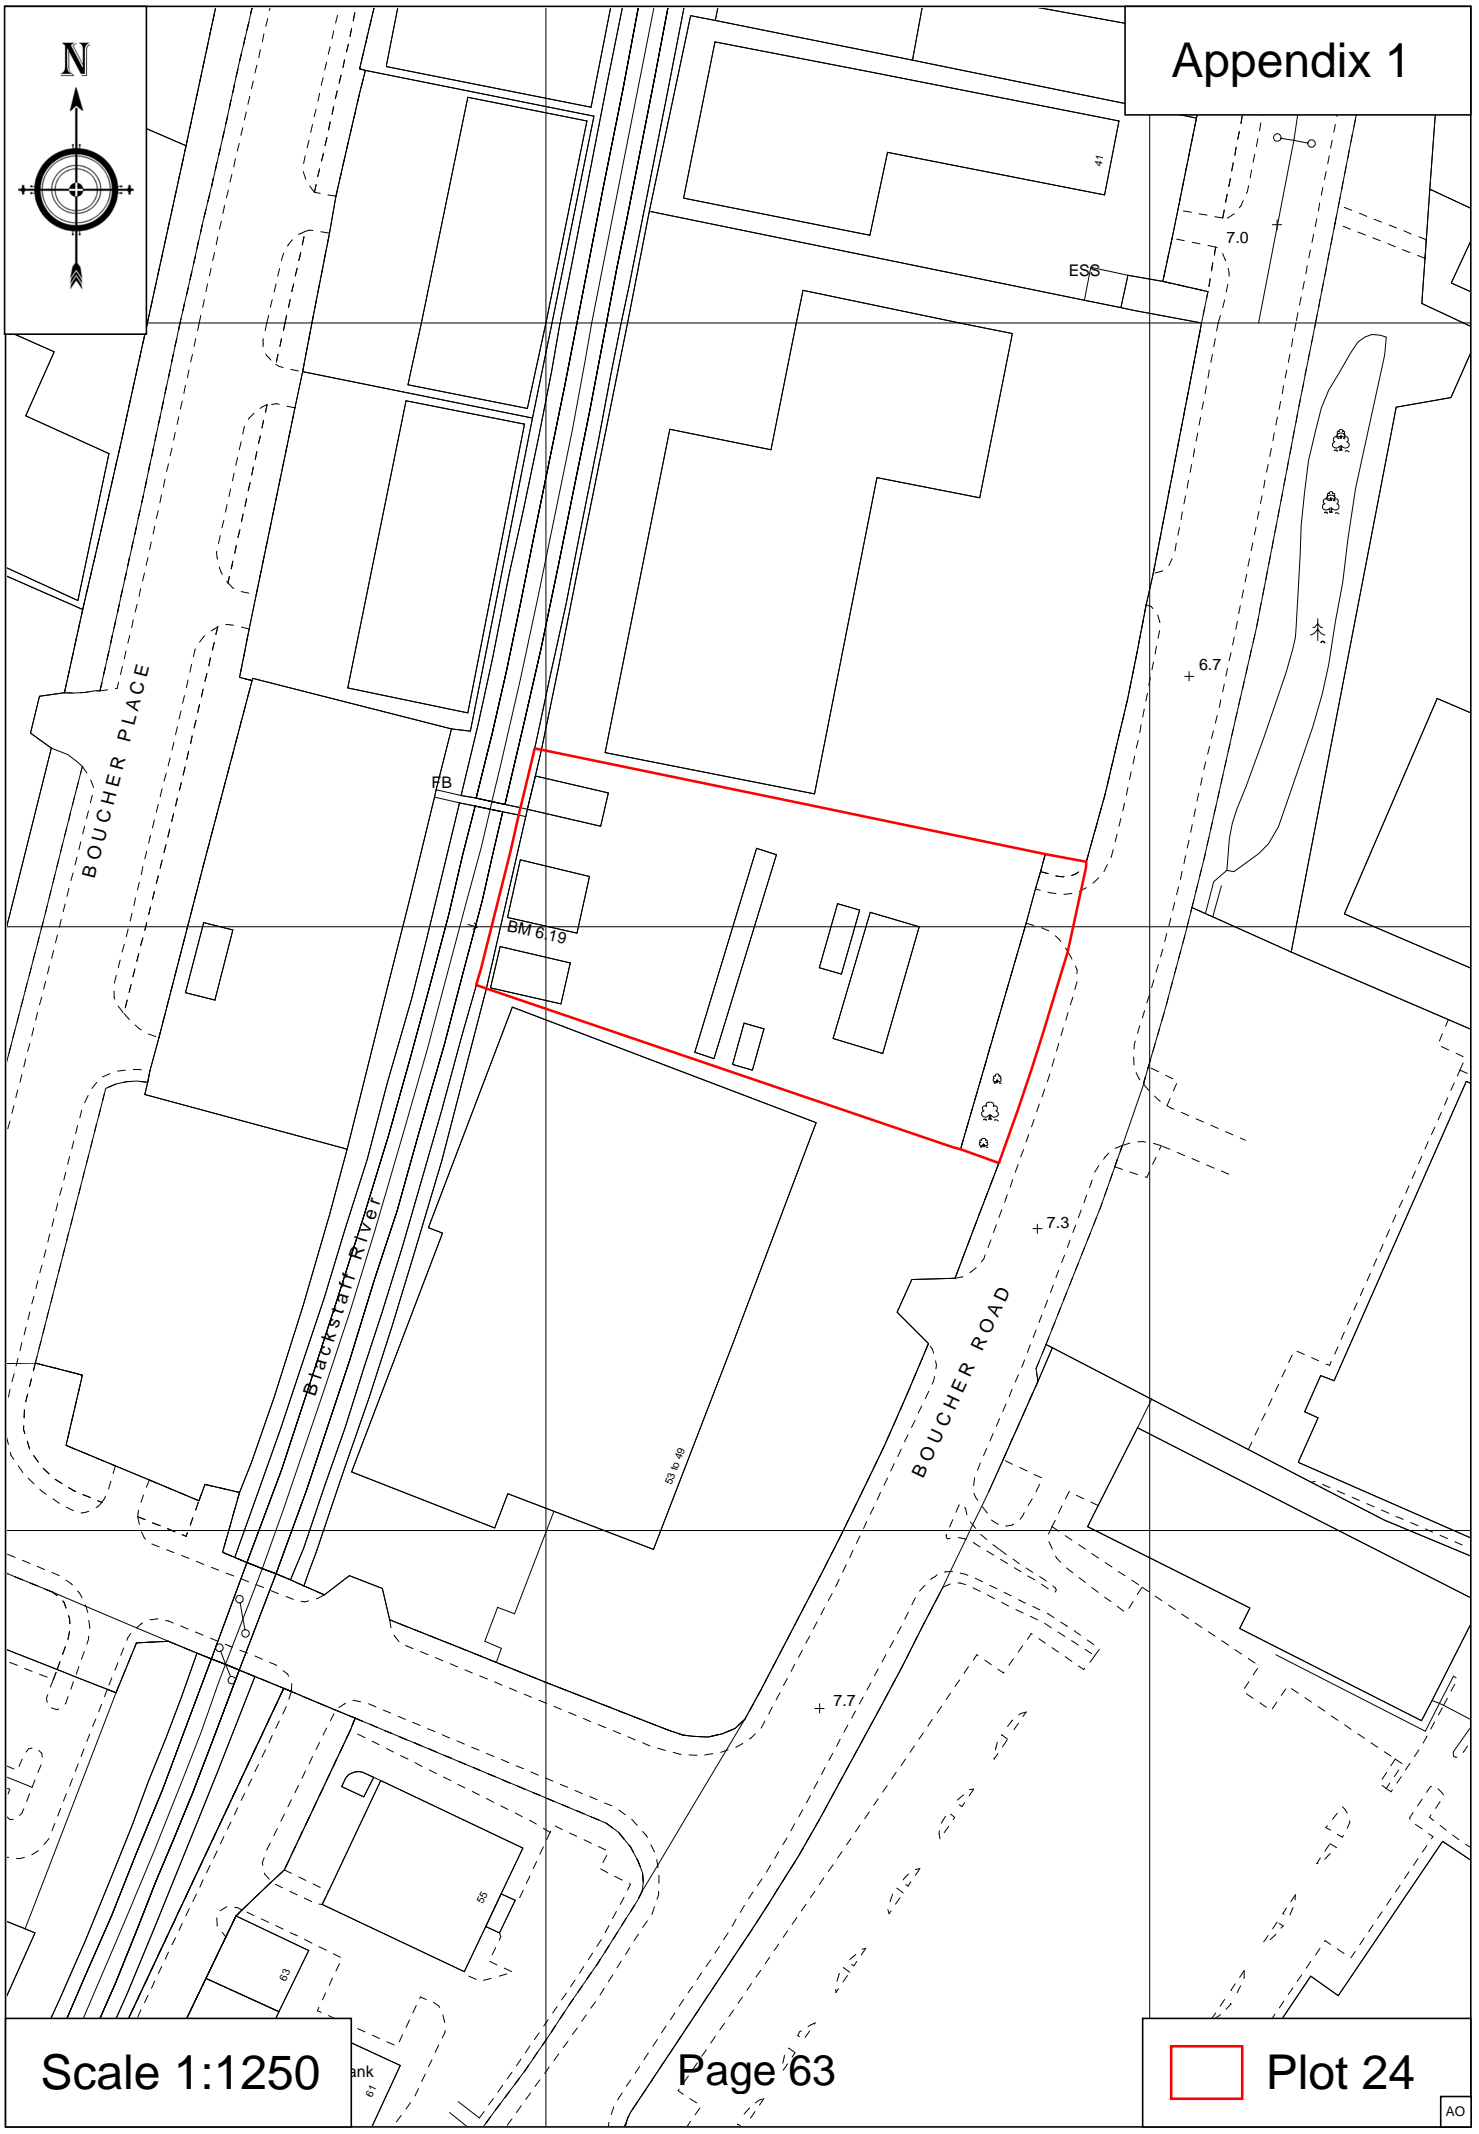 N
Appendix 1
41
7.0
ESS
6.7
BOUCHER PLACE
FB
BM 6.19
7.3
Blackstaff River
BOUCHER ROAD
53 to 49
7.7
55
63
Scale 1:1250
ank
61
Page 63
Plot 24
AO